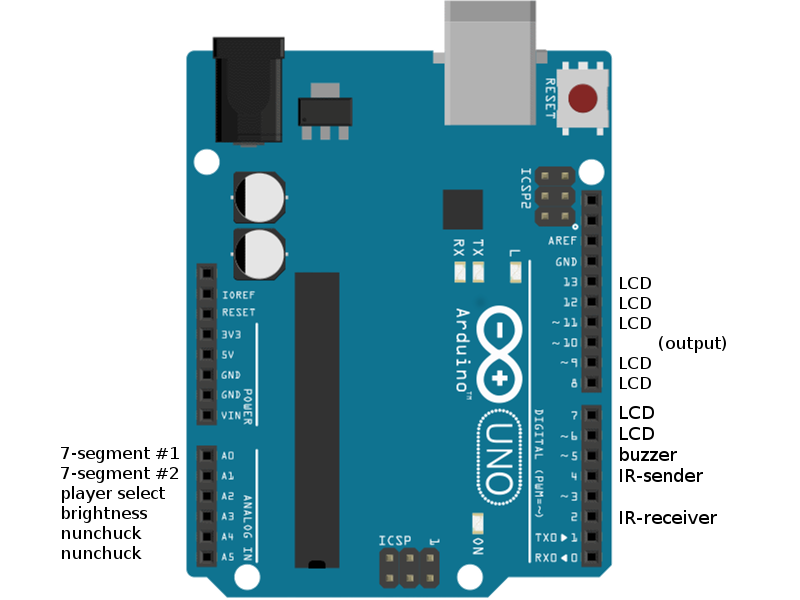 RESET
ICSP2
AREF
GND
RX
TX
L
13 LCD
12 LCD
IOREF
~11 LCD
RESET
~10 (output)
3V3
~9 LCD
5V
8 LCD
GND
GND
VIN
POWER
Arduino™
UNO
DIGITAL (PWM=~)
7 LCD
~6 LCD
7-segment #1 A0
~5 buzzer
7-segment #2 A1
4 IR-sender
player select A2
~3
brightness A3
2 IR-receiver
nunchuck A4
TX0▶1
nunchuck A5
RX0◀0
ANALOG IN
ICSP 1
ON